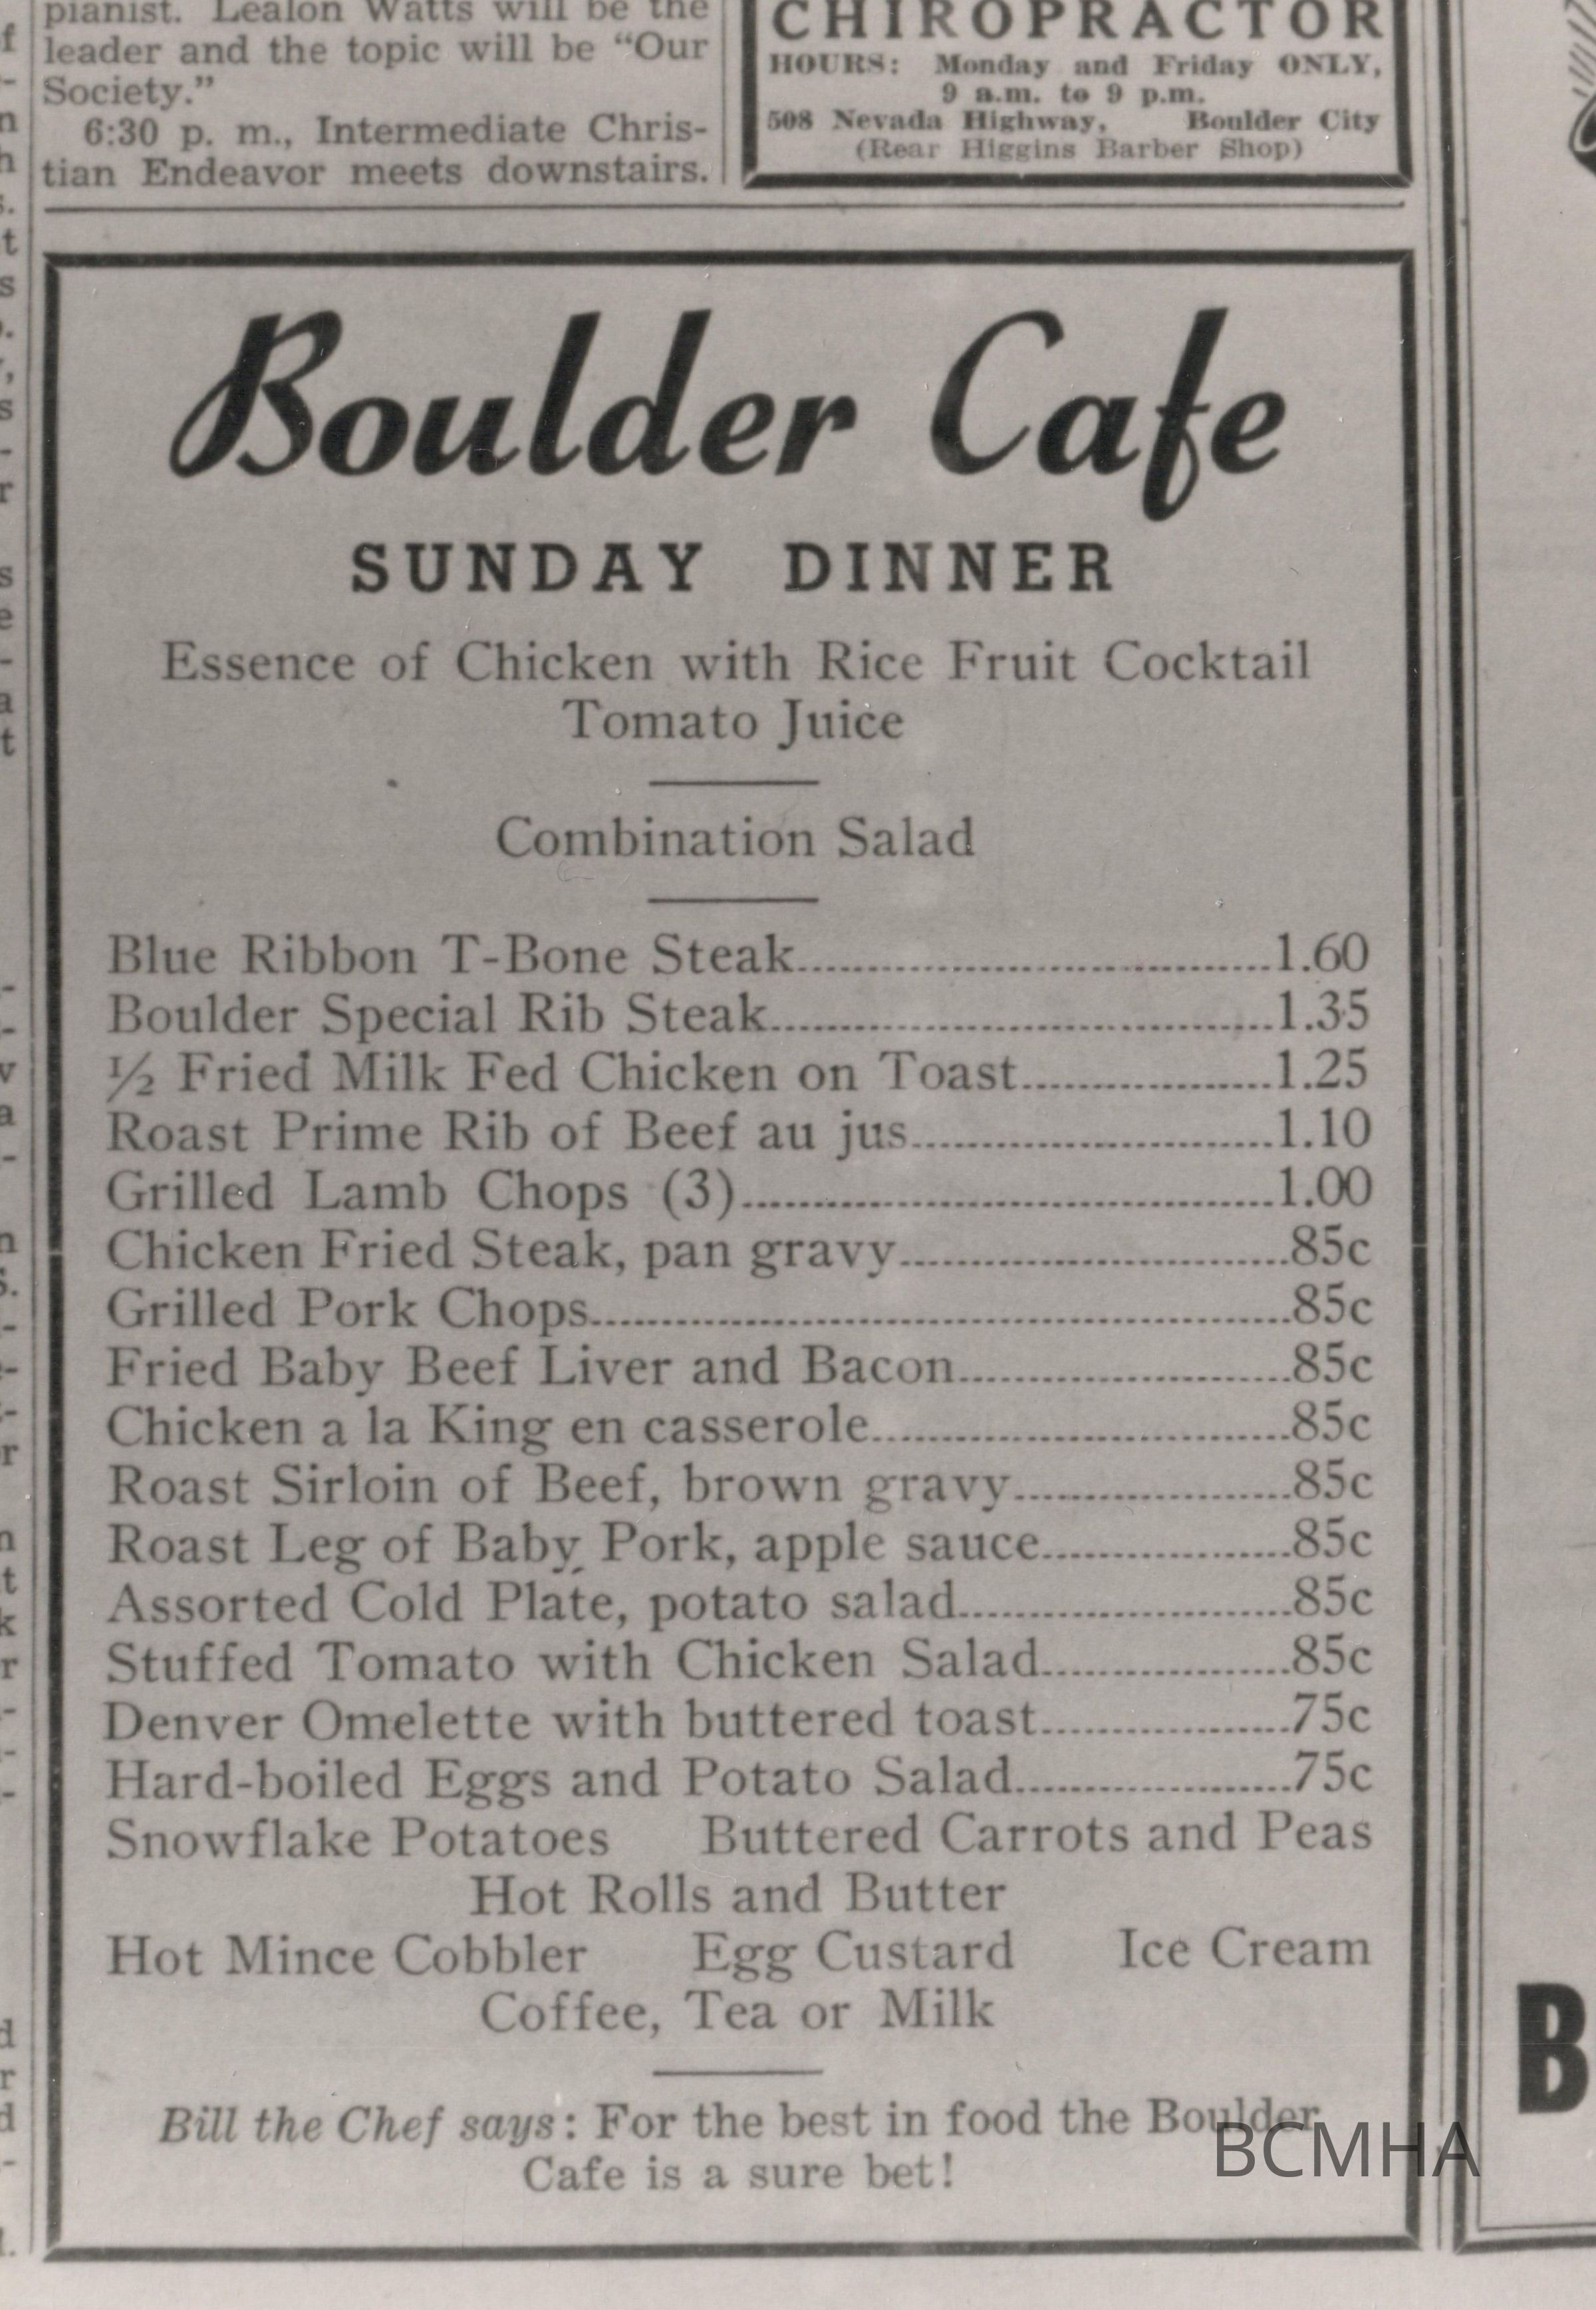 pianist. Lealon Watts will be the
leader and the topic will be “Our
Society.”
6:30 p. m., Intermediate Chris-
tian Endeavor meets downstairs.
CHIROPRACTOR
HOURS: Monday and Friday ONLY,
9 a.m. to 9 p.m.
508 Nevada Highway, Boulder City
(Rear Higgins Barber Shop)
Boulder Cafe
SUNDAY DINNER
Essence of Chicken with Rice Fruit Cocktail
Tomato Juice
Combination Salad
Blue Ribbon T-Bone Steak 1.60
Boulder Special Rib Steak 1.35
½ Fried Milk Fed Chicken on Toast 1.25
Roast Prime Rib of Beef au jus 1.10
Grilled Lamb Chops (3) 1.00
Chicken Fried Steak, pan gravy 85c
Grilled Pork Chops 85c
Fried Baby Beef Liver and Bacon 85c
Chicken a la King en casserole 85c
Roast Sirloin of Beef, brown gravy 85c
Roast Leg of Baby Pork, apple sauce 85c
Assorted Cold Plate, potato salad 85c
Stuffed Tomato with Chicken Salad 85c
Denver Omelette with buttered toast 75c
Hard-boiled Eggs and Potato Salad 75c
Snowflake Potatoes Buttered Carrots and Peas
Hot Rolls and Butter
Hot Mince Cobbler Egg Custard Ice Cream
Coffee, Tea or Milk
Bill the Chef says: For the best in food the Boulder
Cafe is a sure bet!
BCMHA
B